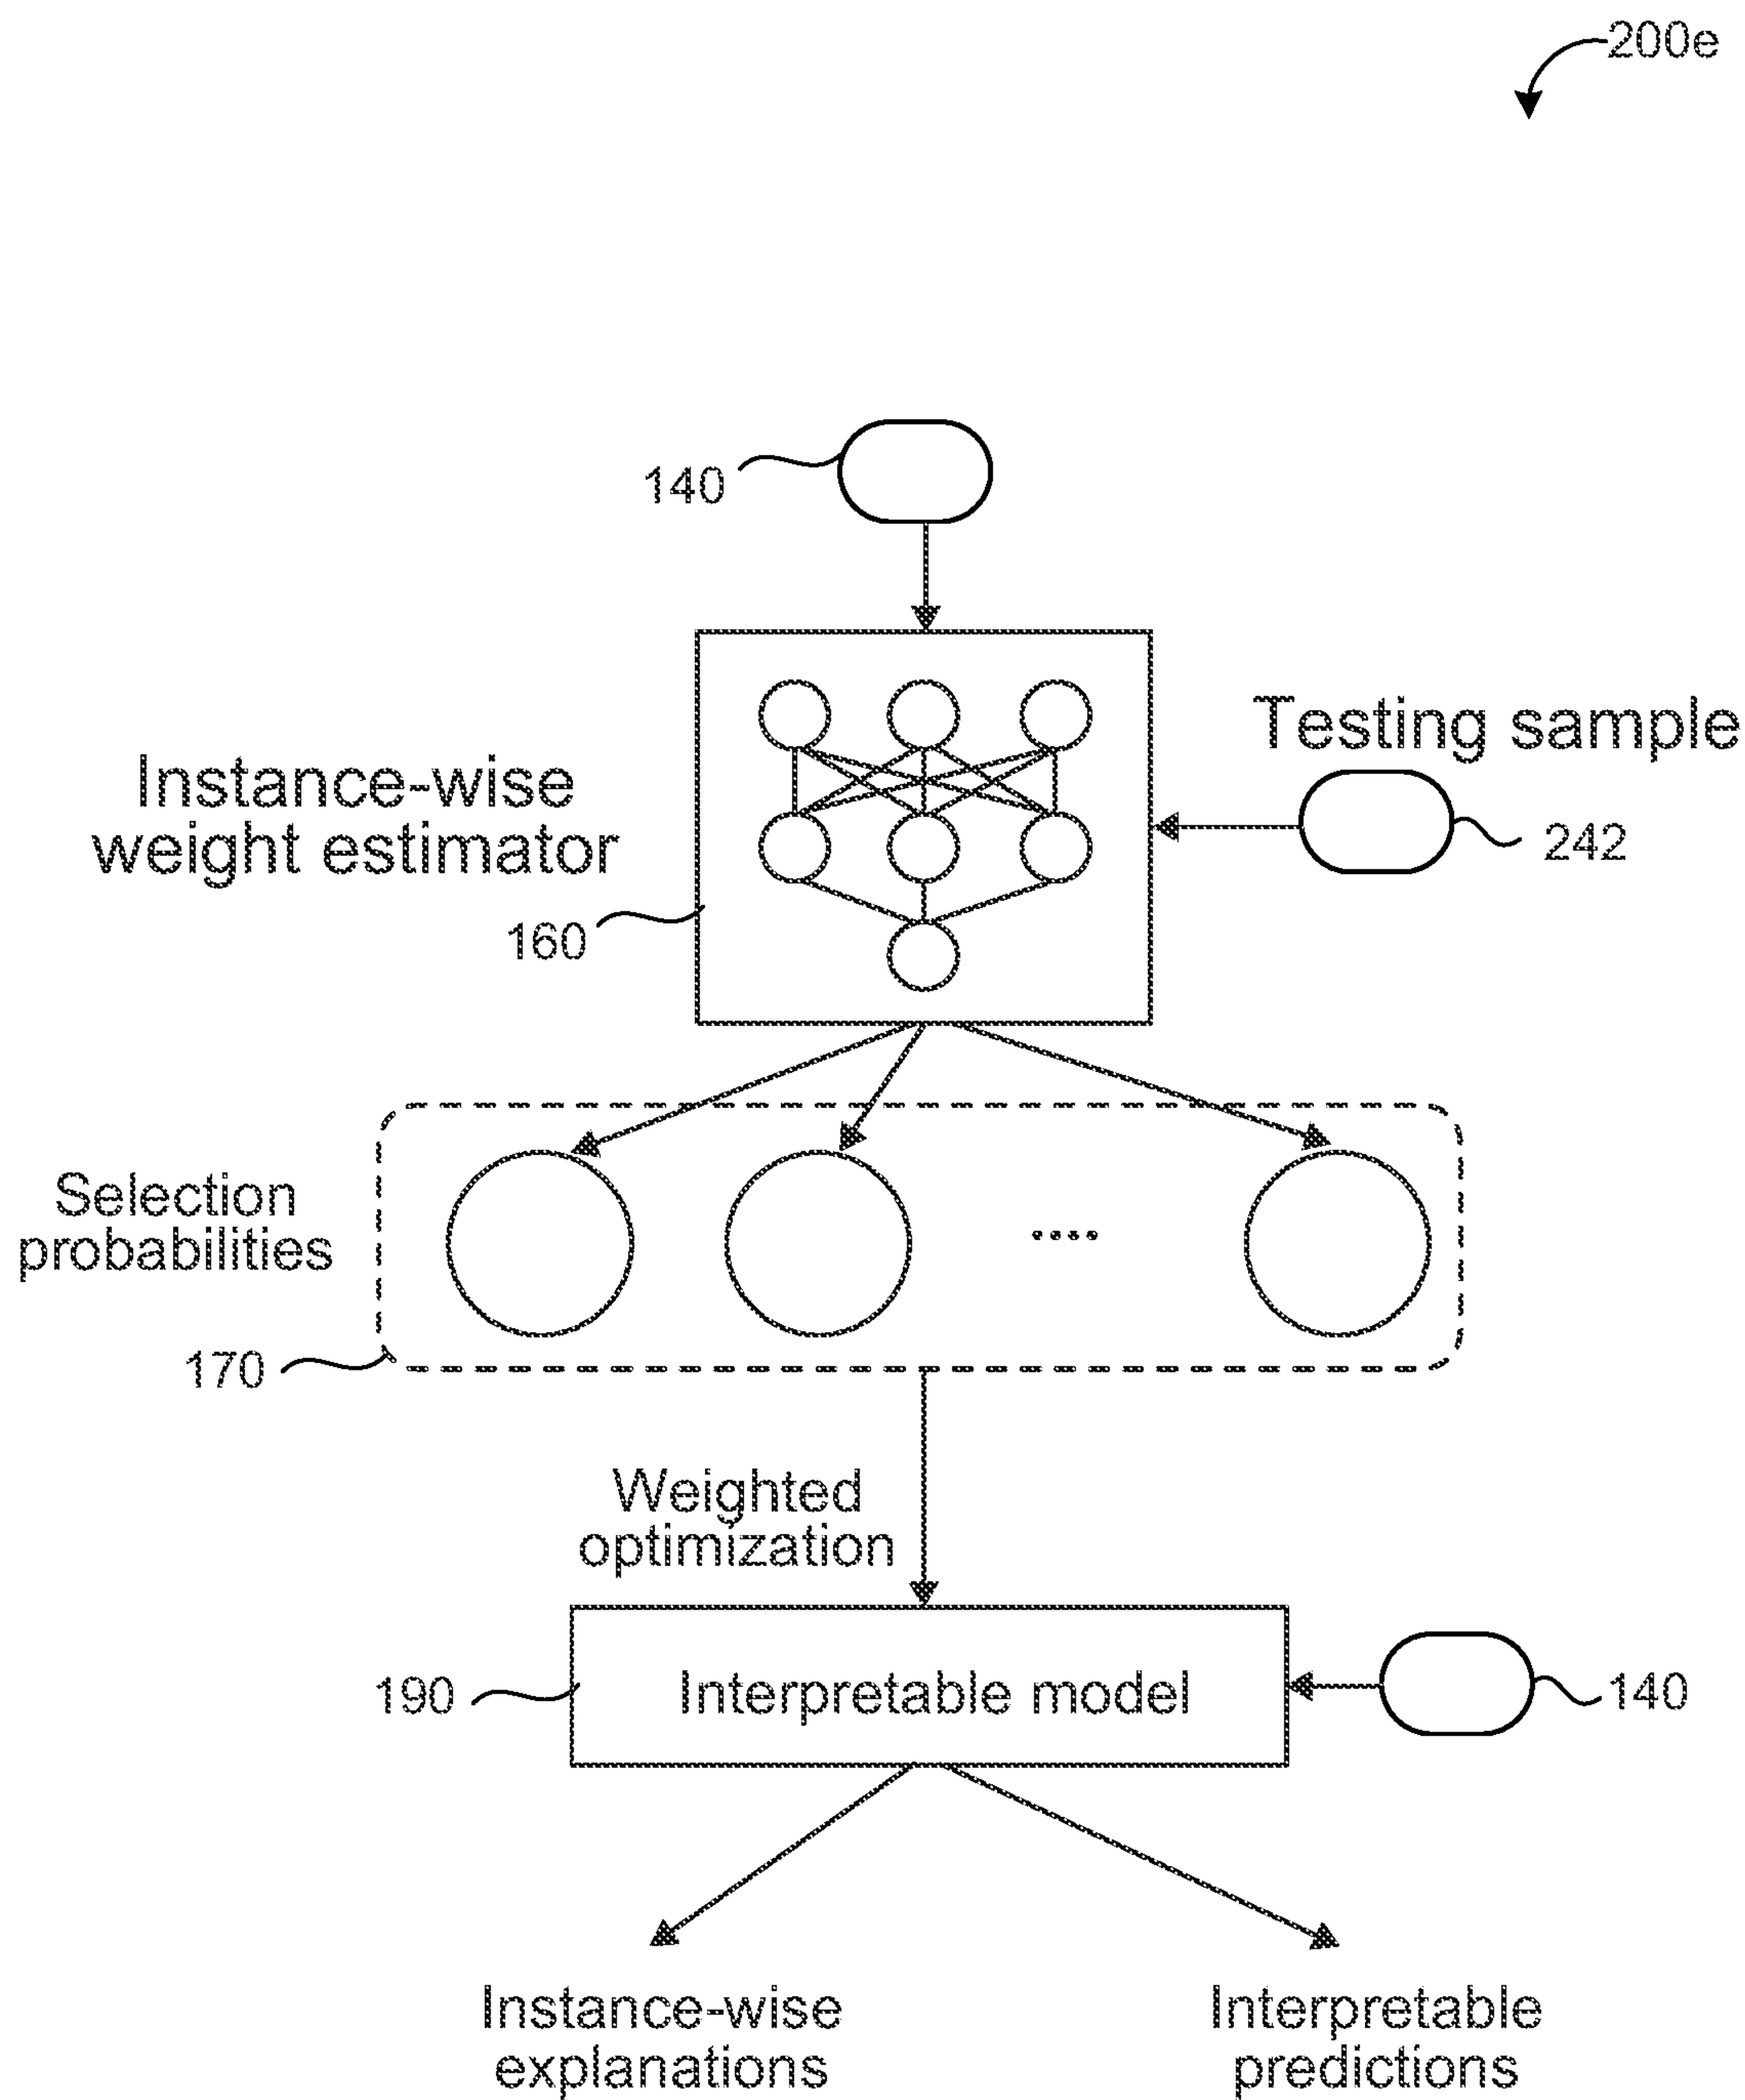 200e
140
Testing sample
Instance-wise
weight estimator
242
160
Selection
probabilities
....
170
Weighted
optimization
190
Interpretable model
140
Instance-wise
explanations
Interpretable
predictions